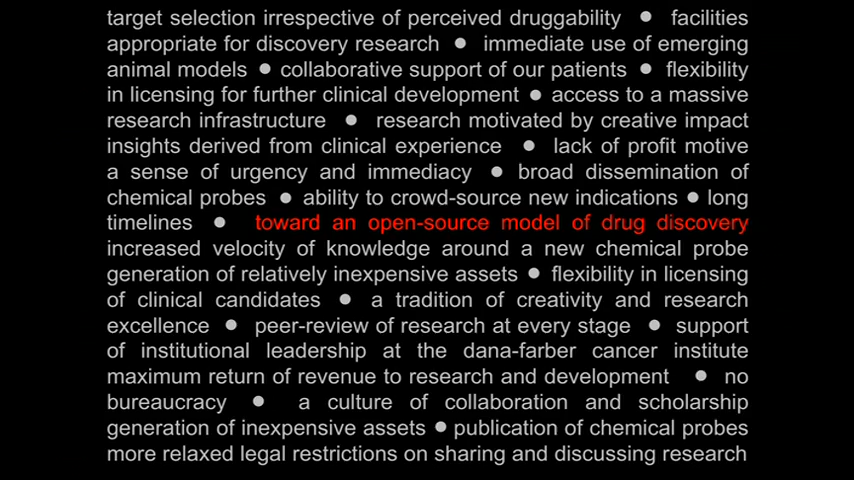 target selection irrespective of perceived druggability ● facilities
appropriate for discovery research ● immediate use of emerging
animal models ● collaborative support of our patients ● flexibility
in licensing for further clinical development ● access to a massive
research infrastructure ● research motivated by creative impact
insights derived from clinical experience ● lack of profit motive
a sense of urgency and immediacy ● broad dissemination of
chemical probes ● ability to crowd-source new indications ● long
timelines ● toward an open-source model of drug discovery
increased velocity of knowledge around a new chemical probe
generation of relatively inexpensive assets ● flexibility in licensing
of clinical candidates ● a tradition of creativity and research
excellence ● peer-review of research at every stage ● support
of institutional leadership at the dana-farber cancer institute
maximum return of revenue to research and development ● no
bureaucracy ● a culture of collaboration and scholarship
generation of inexpensive assets ● publication of chemical probes
more relaxed legal restrictions on sharing and discussing research